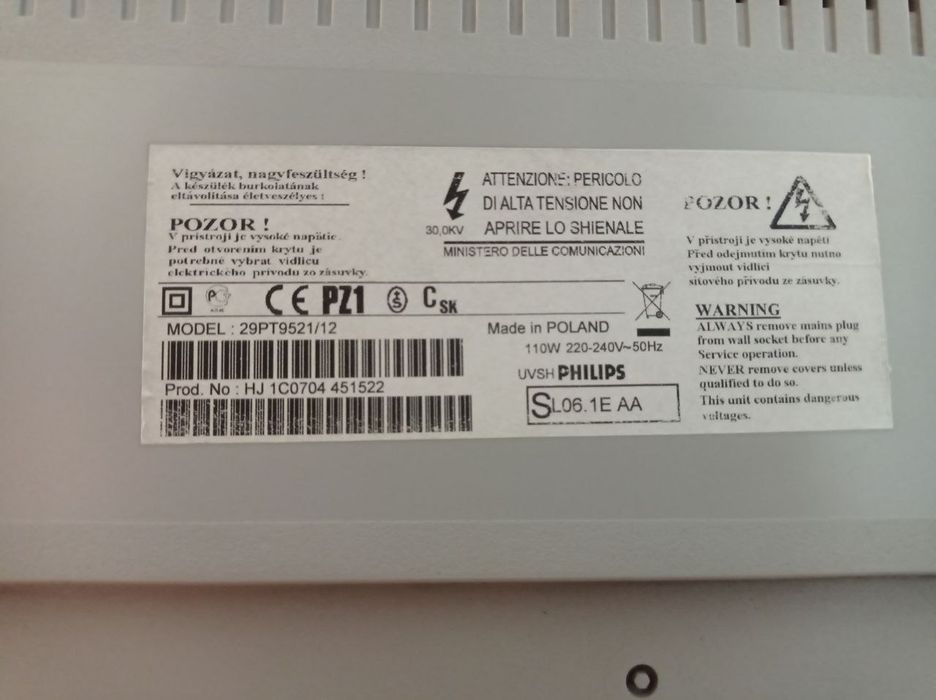 Vigyázat, nagyfeszültség !
A készülék burkolatának
eltávolítása életveszélyes !
POZOR !
V prístroji je vysoké napätie.
Pred otvorením krytu je
potrebné vybrat vidlicu
elektrického prívodu zo zásuvky.
30,0KV
ATTENZIONE: PERICOLO
DI ALTA TENSIONE NON
APRIRE LO SHIENALE
MINISTERO DELLE COMUNICAZIONI
POZOR !
V přístroji je vysoké napětí
Před odejmutím krytu nutno
vyjmout vidlici
síťového přívodu ze zásuvky.
CE PZ1 S CSK
MODEL : 29PT9521/12
Prod. No : HJ 1C0704 451522
Made in POLAND
110W 220-240V~50Hz
UVSH PHILIPS
SL06.1E AA
WARNING
ALWAYS remove mains plug
from wall socket before any
Service operation.
NEVER remove covers unless
qualified to do so.
This unit contains dangerous
voltages.